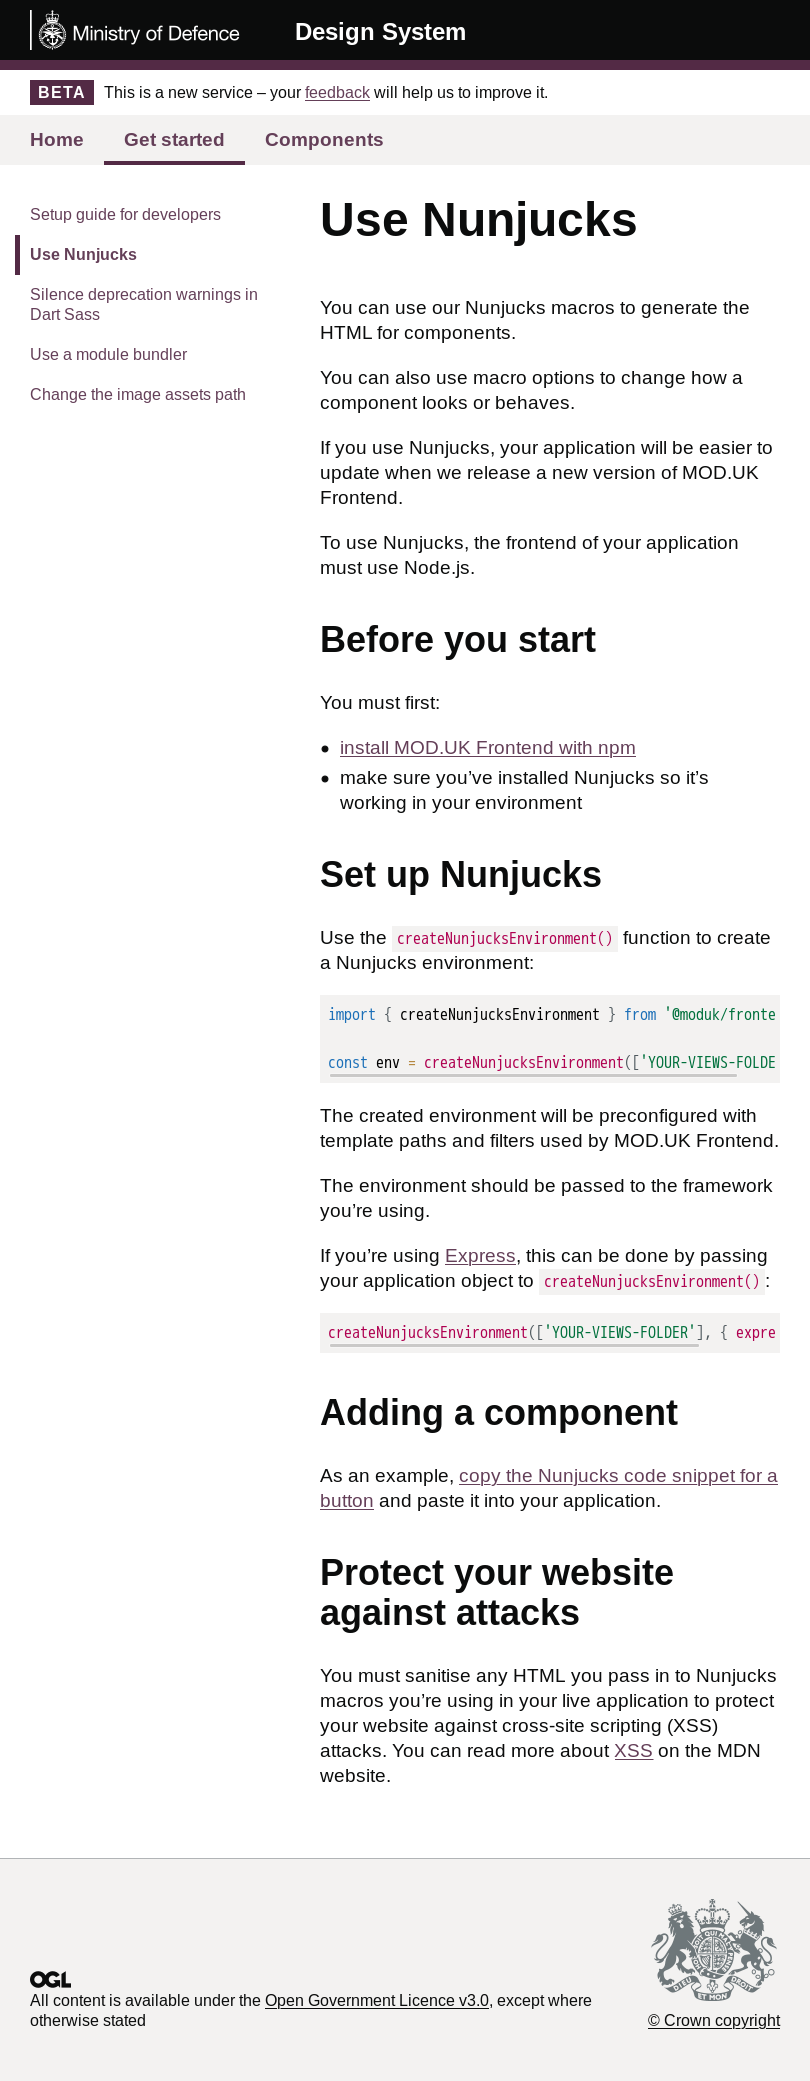 Ministry of Defence
Design System
BETA This is a new service – your feedback will help us to improve it.
Home Get started Components
Setup guide for developers
Use Nunjucks
Silence deprecation warnings in
Dart Sass
Use a module bundler
Change the image assets path
Use Nunjucks
You can use our Nunjucks macros to generate the
HTML for components.
You can also use macro options to change how a
component looks or behaves.
If you use Nunjucks, your application will be easier to
update when we release a new version of MOD.UK
Frontend.
To use Nunjucks, the frontend of your application
must use Node.js.
Before you start
You must first:
• install MOD.UK Frontend with npm
• make sure you’ve installed Nunjucks so it’s
working in your environment
Set up Nunjucks
Use the createNunjucksEnvironment() function to create
a Nunjucks environment:
import { createNunjucksEnvironment } from '@moduk/fronte
const env = createNunjucksEnvironment(['YOUR-VIEWS-FOLDE
The created environment will be preconfigured with
template paths and filters used by MOD.UK Frontend.
The environment should be passed to the framework
you’re using.
If you’re using Express, this can be done by passing
your application object to createNunjucksEnvironment():
createNunjucksEnvironment(['YOUR-VIEWS-FOLDER'], { expre
Adding a component
As an example, copy the Nunjucks code snippet for a
button and paste it into your application.
Protect your website
against attacks
You must sanitise any HTML you pass in to Nunjucks
macros you’re using in your live application to protect
your website against cross-site scripting (XSS)
attacks. You can read more about XSS on the MDN
website.
OGL
All content is available under the Open Government Licence v3.0, except where
otherwise stated
DIEU ET MON DROIT
© Crown copyright